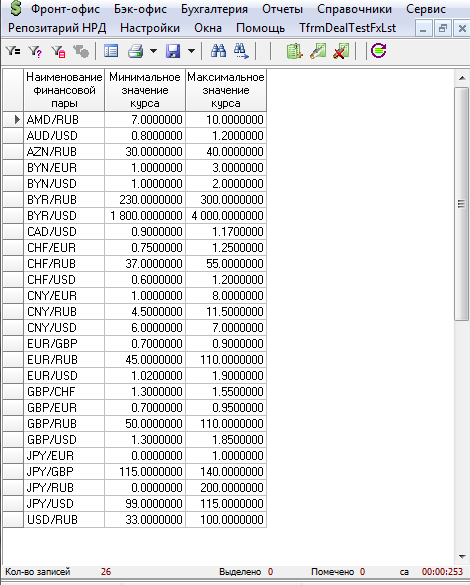 Фронт-офис Бэк-офис Бухгалтерия Отчеты Справочники Сервис
Репозитарий НРД Настройки Окна Помощь TfrmDealTestFxLst
Наименование финансовой пары Минимальное значение курса Максимальное значение курса
AMD/RUB 7.0000000 10.0000000
AUD/USD 0.8000000 1.2000000
AZN/RUB 30.0000000 40.0000000
BYN/EUR 1.0000000 3.0000000
BYN/USD 1.0000000 2.0000000
BYR/RUB 230.0000000 300.0000000
BYR/USD 1 800.0000000 4 000.0000000
CAD/USD 0.9000000 1.1700000
CHF/EUR 0.7500000 1.2500000
CHF/RUB 37.0000000 55.0000000
CHF/USD 0.6000000 1.2000000
CNY/EUR 1.0000000 8.0000000
CNY/RUB 4.5000000 11.5000000
CNY/USD 6.0000000 7.0000000
EUR/GBP 0.7000000 0.9000000
EUR/RUB 45.0000000 110.0000000
EUR/USD 1.0200000 1.9000000
GBP/CHF 1.3000000 1.5500000
GBP/EUR 0.7000000 0.9500000
GBP/RUB 50.0000000 110.0000000
GBP/USD 1.3000000 1.8500000
JPY/EUR 0.0000000 1.0000000
JPY/GBP 115.0000000 140.0000000
JPY/RUB 0.0000000 200.0000000
JPY/USD 99.0000000 115.0000000
USD/RUB 33.0000000 100.0000000
Кол-во записей 26 Выделено 0 Помечено 0 са 00:00:253